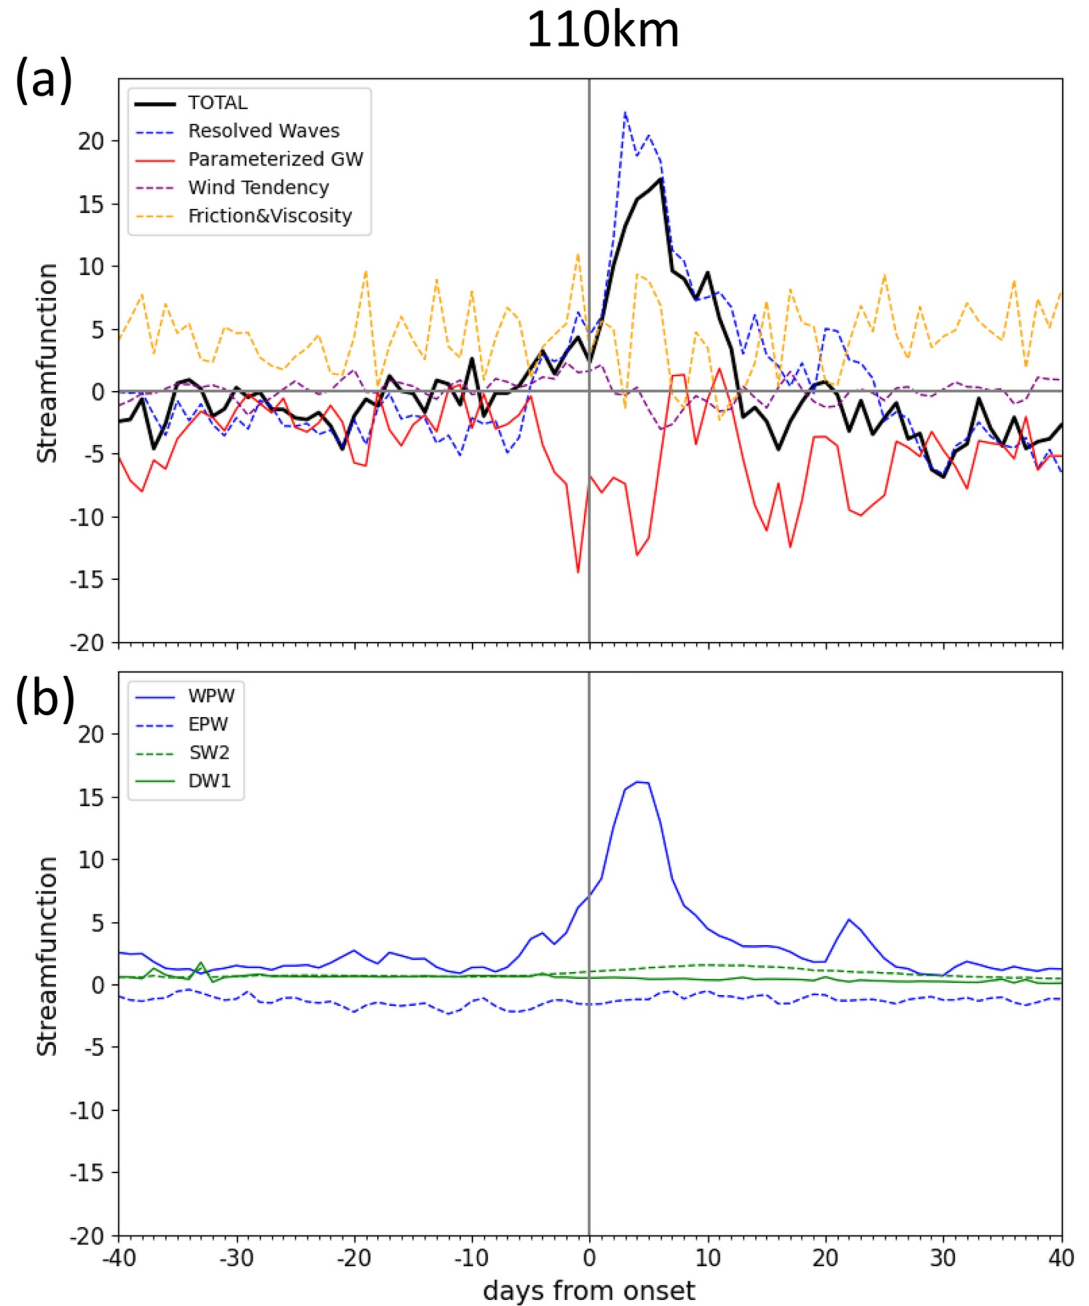 110km
(a)
TOTAL
Resolved Waves
Parameterized GW
Wind Tendency
Friction&Viscosity
Streamfunction
20
15
10
5
0
-5
-10
-15
-20
(b)
WPW
EPW
SW2
DW1
Streamfunction
20
15
10
5
0
-5
-10
-15
-20
-40 -30 -20 -10 0 10 20 30 40
days from onset